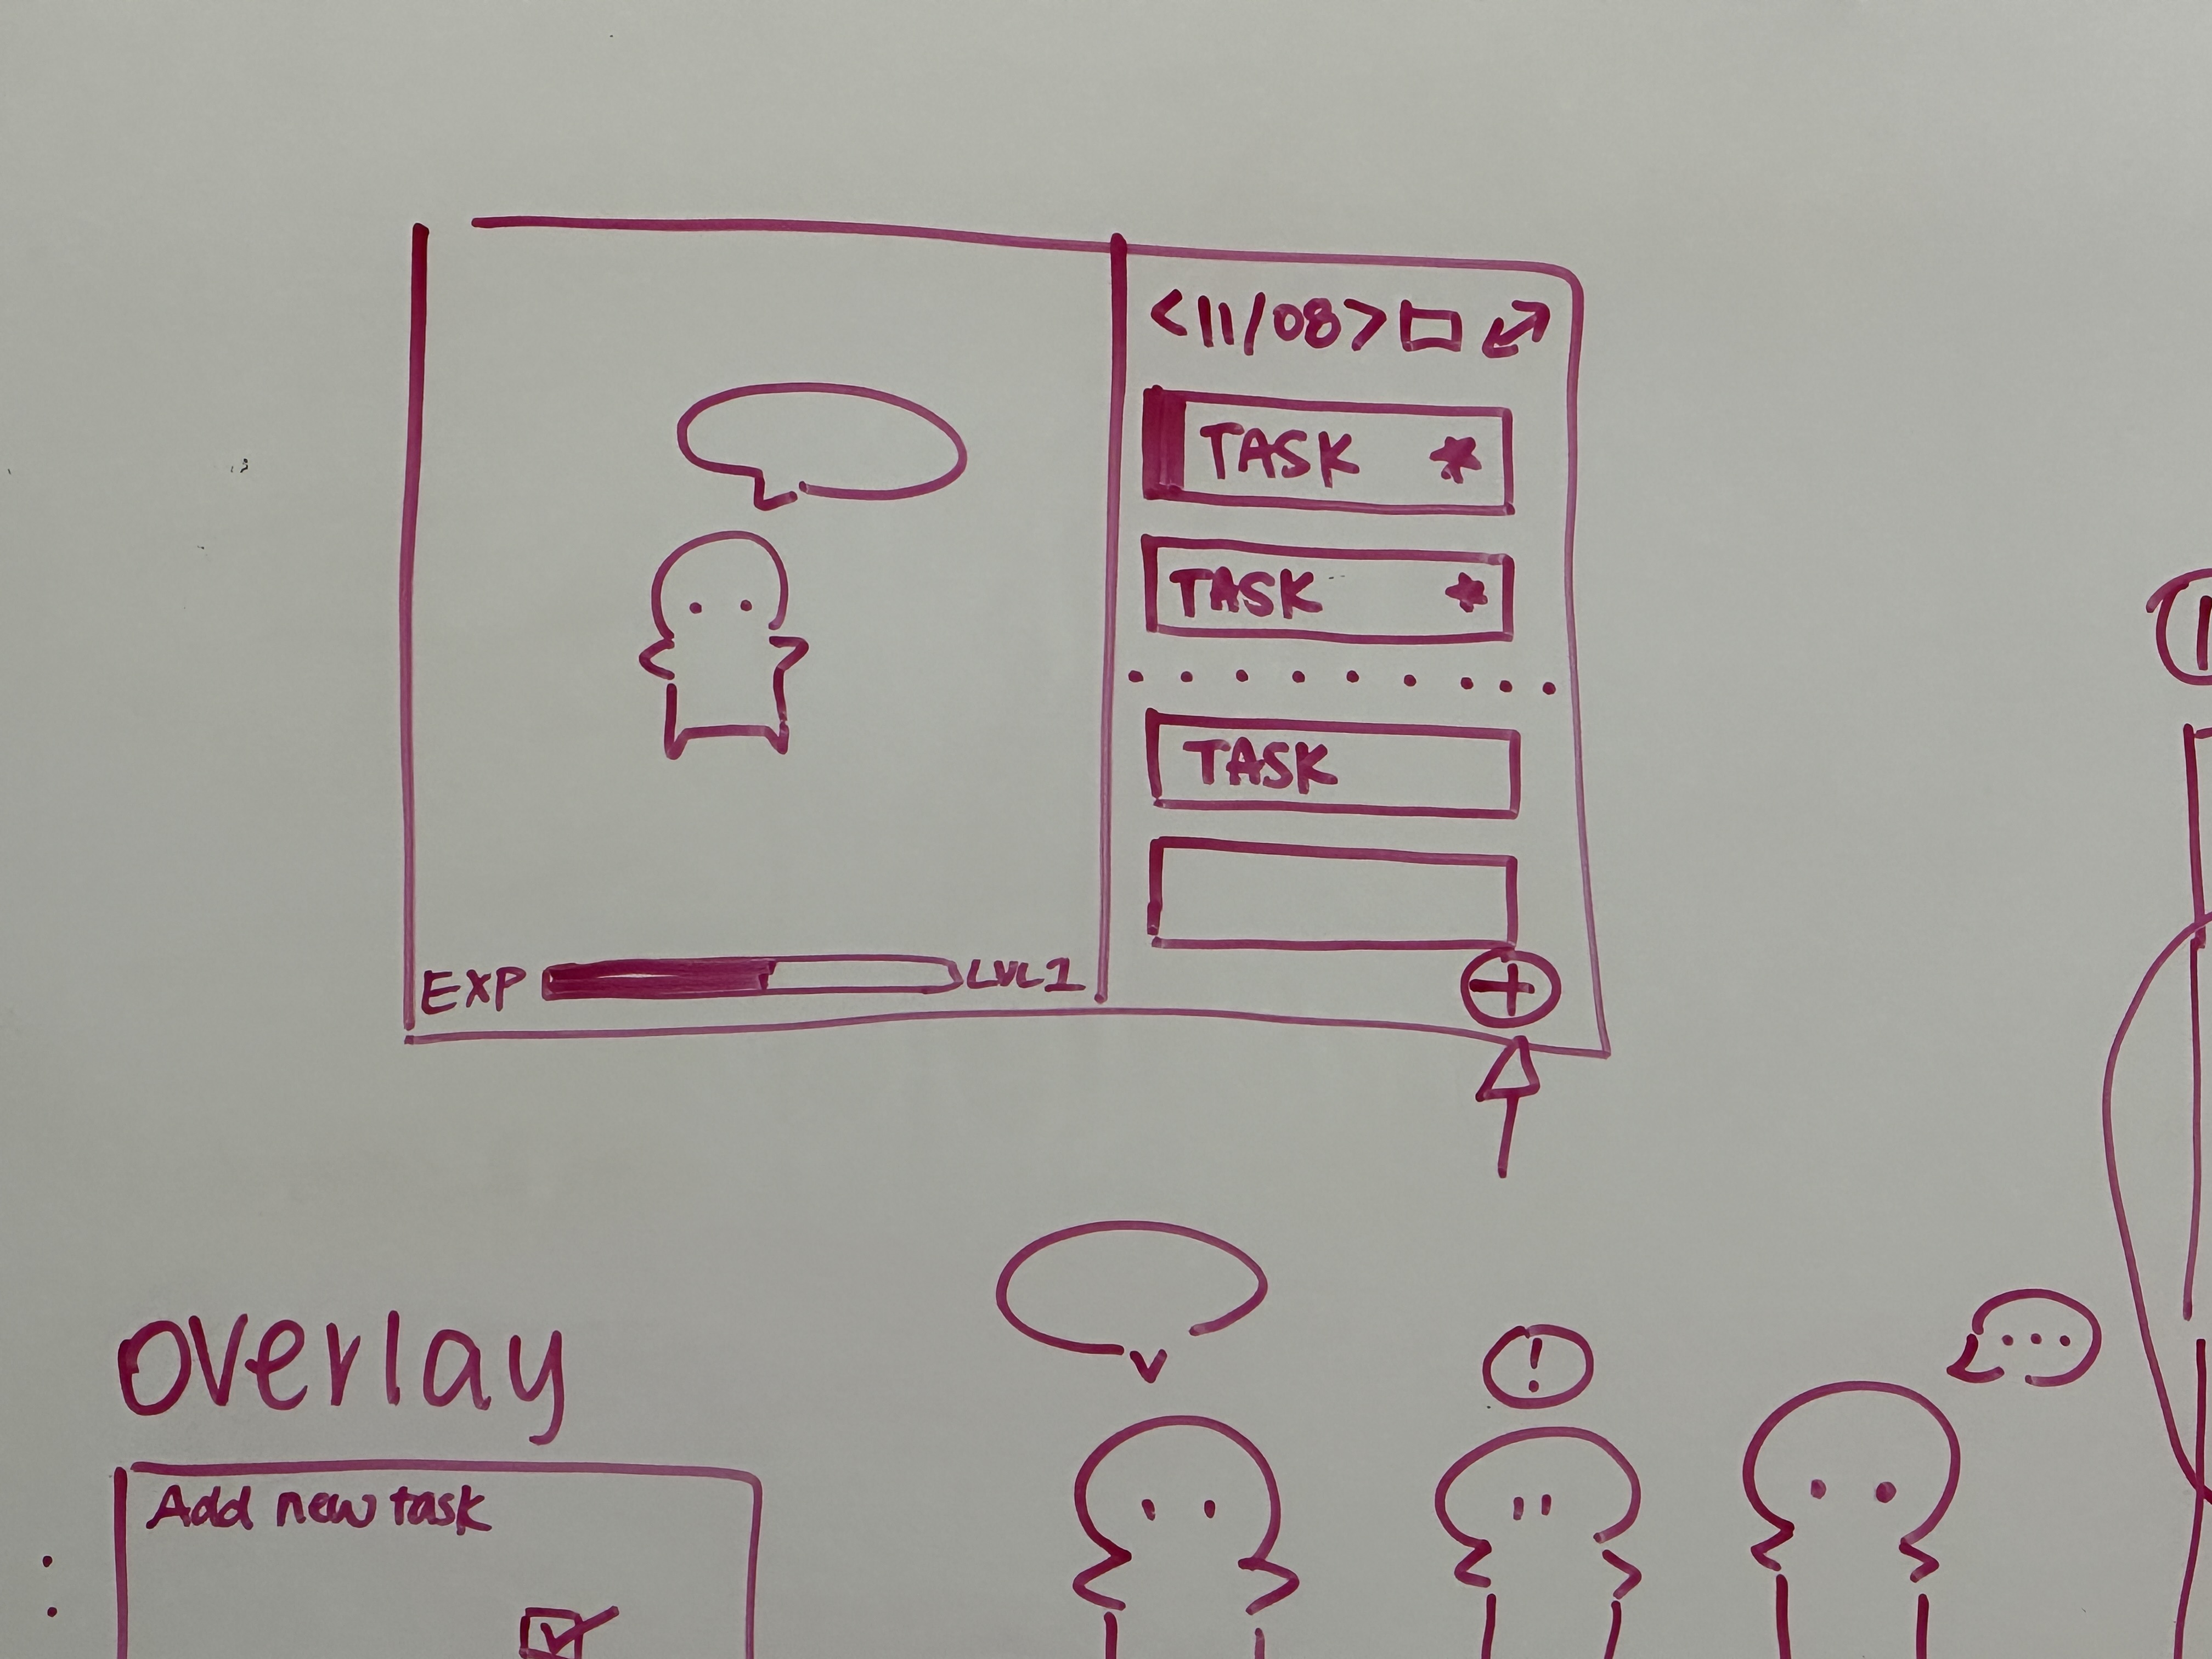 <11/08>
TASK *
TASK *
TASK
EXP LVL1
+
overlay
!
...
Add new task